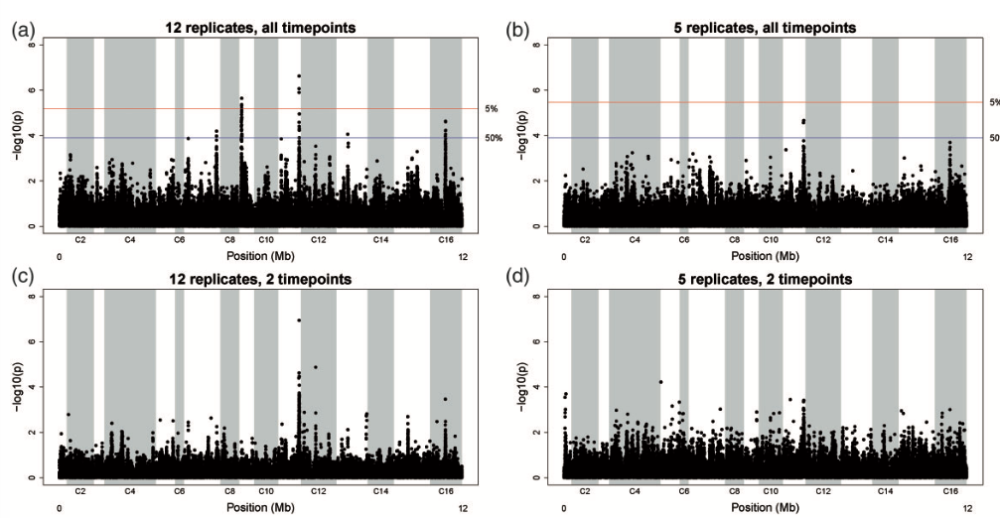 (a)
12 replicates, all timepoints
8
6
4
2
0
−log10(p)
5%
50%
C2 C4 C6 C8 C10 C12 C14 C16
0 Position (Mb) 12
(b)
5 replicates, all timepoints
8
6
4
2
0
−log10(p)
5%
50
C2 C4 C6 C8 C10 C12 C14 C16
0 Position (Mb) 12
(c)
12 replicates, 2 timepoints
8
6
4
2
0
−log10(p)
C2 C4 C6 C8 C10 C12 C14 C16
0 Position (Mb) 12
(d)
5 replicates, 2 timepoints
8
6
4
2
0
−log10(p)
C2 C4 C6 C8 C10 C12 C14 C16
0 Position (Mb) 12